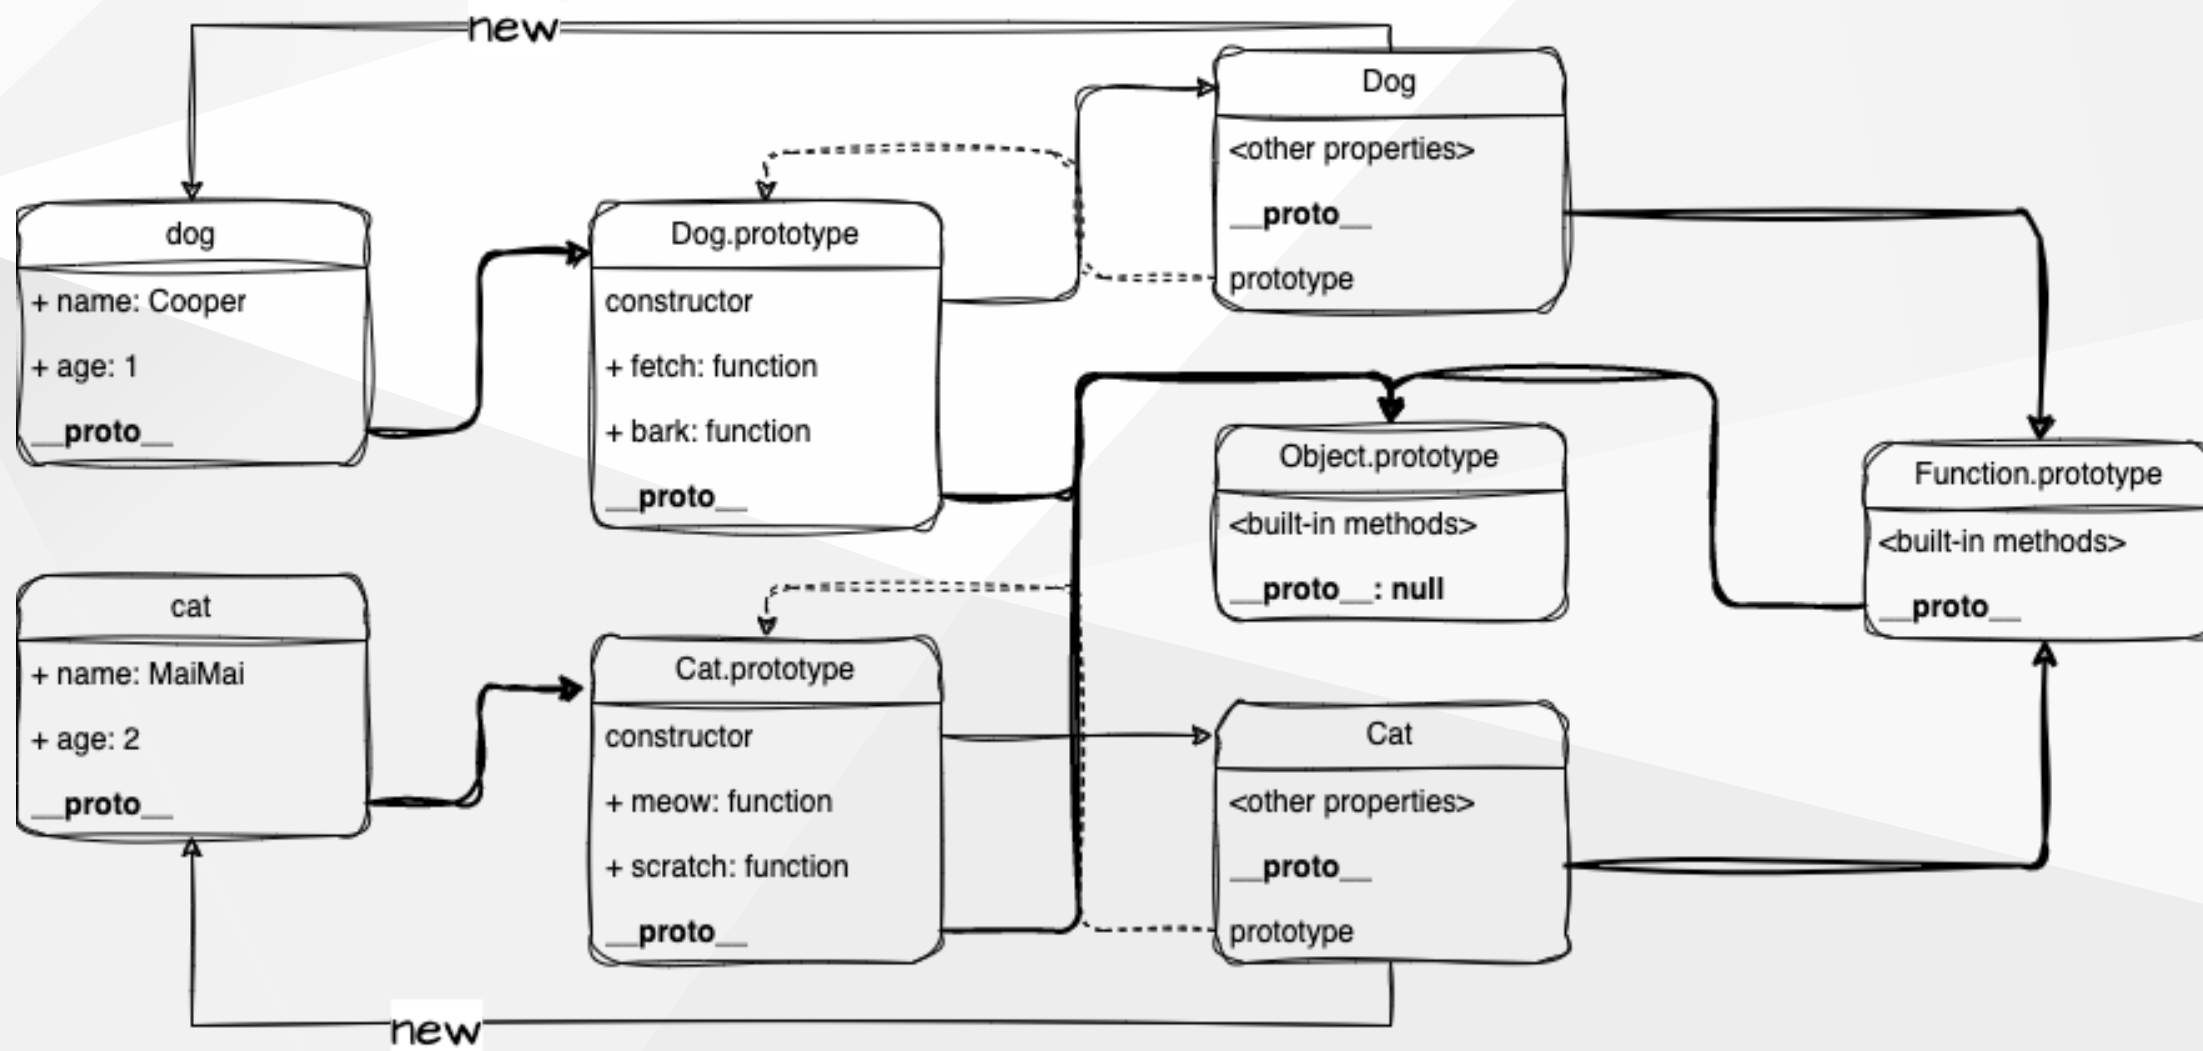 new
Dog
<other properties>
__proto__
prototype
dog
+ name: Cooper
+ age: 1
__proto__
Dog.prototype
constructor
+ fetch: function
+ bark: function
__proto__
Object.prototype
<built-in methods>
__proto__: null
Function.prototype
<built-in methods>
__proto__
cat
+ name: MaiMai
+ age: 2
__proto__
Cat.prototype
constructor
+ meow: function
+ scratch: function
__proto__
Cat
<other properties>
__proto__
prototype
new